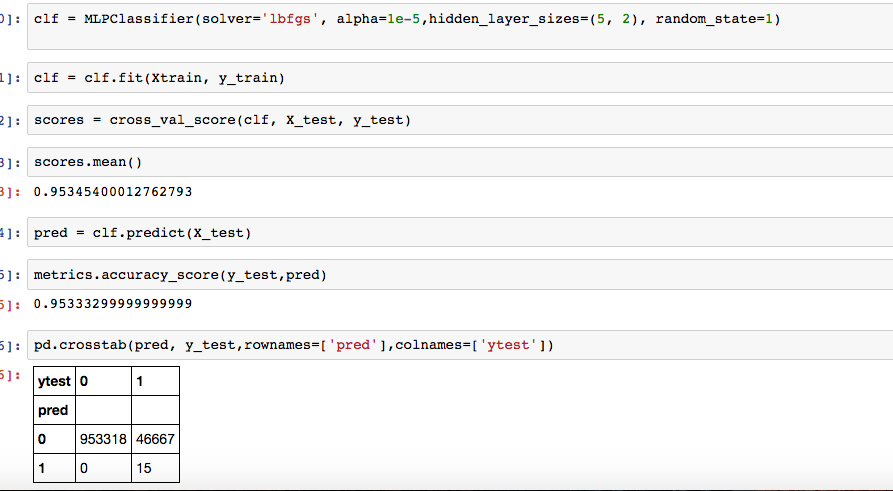 0]: clf = MLPClassifier(solver='lbfgs', alpha=1e-5,hidden_layer_sizes=(5, 2), random_state=1)
1]: clf = clf.fit(Xtrain, y_train)
2]: scores = cross_val_score(clf, X_test, y_test)
3]: scores.mean()
3]: 0.95345400012762793
4]: pred = clf.predict(X_test)
5]: metrics.accuracy_score(y_test,pred)
5]: 0.95333299999999999
6]: pd.crosstab(pred, y_test,rownames=['pred'],colnames=['ytest'])
6]:
ytest 0 1
pred
0 953318 46667
1 0 15